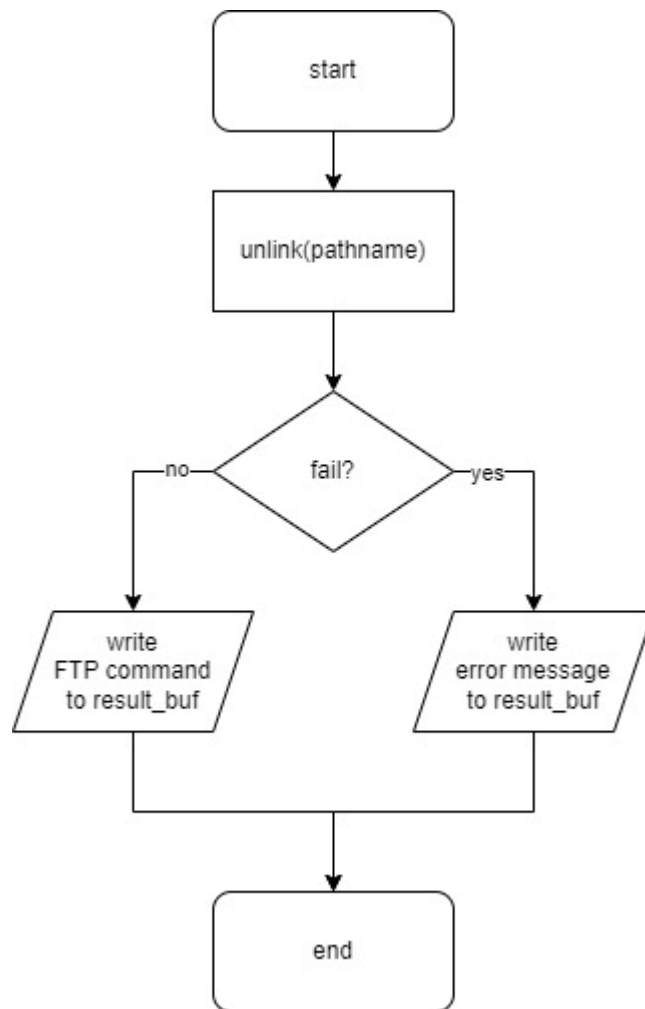 start
unlink(pathname)
fail?
no
yes
write
FTP command
to result_buf
write
error message
to result_buf
end